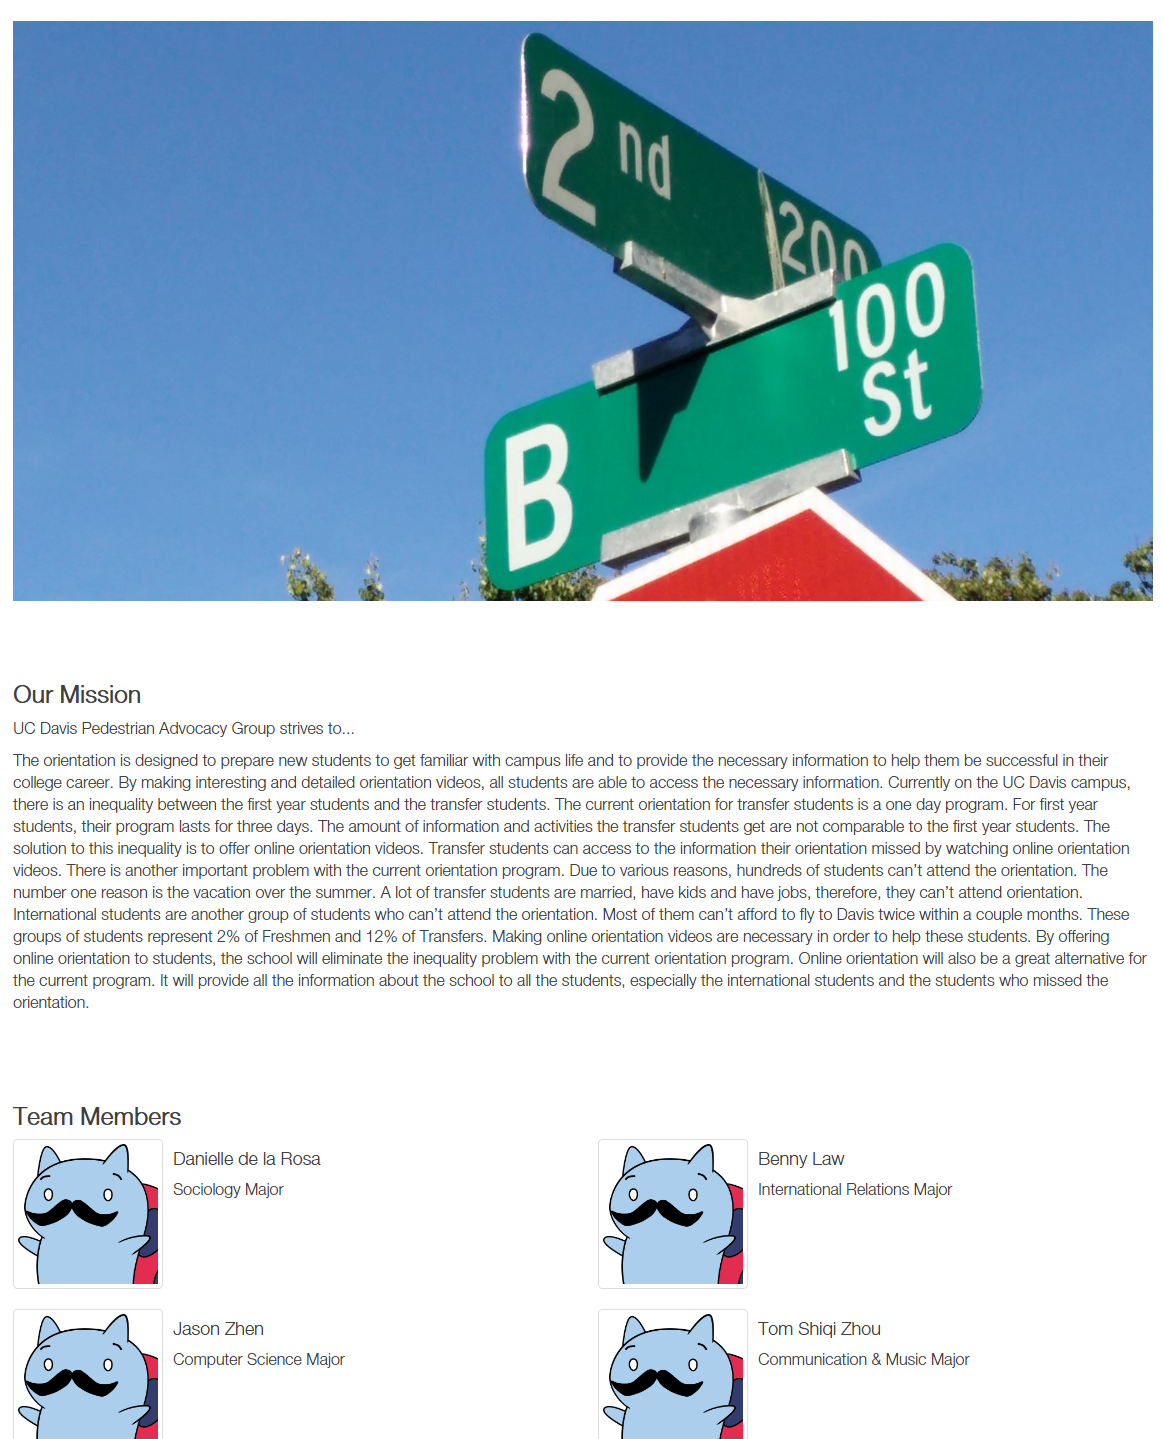 2 nd
200
100
B St
Our Mission
UC Davis Pedestrian Advocacy Group strives to...
The orientation is designed to prepare new students to get familiar with campus life and to provide the necessary information to help them be successful in their
college career. By making interesting and detailed orientation videos, all students are able to access the necessary information. Currently on the UC Davis campus,
there is an inequality between the first year students and the transfer students. The current orientation for transfer students is a one day program. For first year
students, their program lasts for three days. The amount of information and activities the transfer students get are not comparable to the first year students. The
solution to this inequality is to offer online orientation videos. Transfer students can access to the information their orientation missed by watching online orientation
videos. There is another important problem with the current orientation program. Due to various reasons, hundreds of students can’t attend the orientation. The
number one reason is the vacation over the summer. A lot of transfer students are married, have kids and have jobs, therefore, they can’t attend orientation.
International students are another group of students who can’t attend the orientation. Most of them can’t afford to fly to Davis twice within a couple months. These
groups of students represent 2% of Freshmen and 12% of Transfers. Making online orientation videos are necessary in order to help these students. By offering
online orientation to students, the school will eliminate the inequality problem with the current orientation program. Online orientation will also be a great alternative for
the current program. It will provide all the information about the school to all the students, especially the international students and the students who missed the
orientation.
Team Members
Danielle de la Rosa
Sociology Major
Benny Law
International Relations Major
Jason Zhen
Computer Science Major
Tom Shiqi Zhou
Communication & Music Major